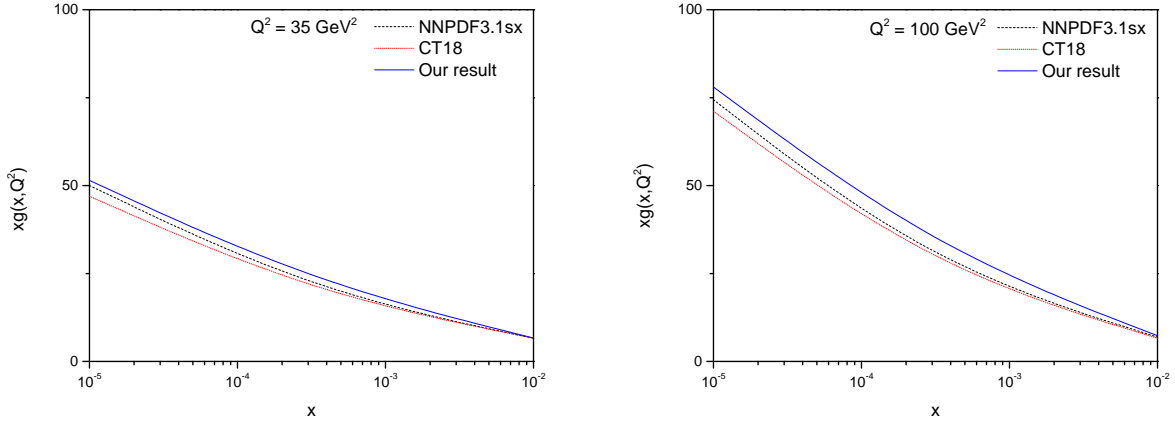 100
Q² = 35 GeV²
NNPDF3.1sx
CT18
Our result
50
xg(x,Q²)
0
10⁻⁵
10⁻⁴
10⁻³
10⁻²
x
100
Q² = 100 GeV²
NNPDF3.1sx
CT18
Our result
75
50
xg(x,Q²)
25
0
10⁻⁵
10⁻⁴
10⁻³
10⁻²
x